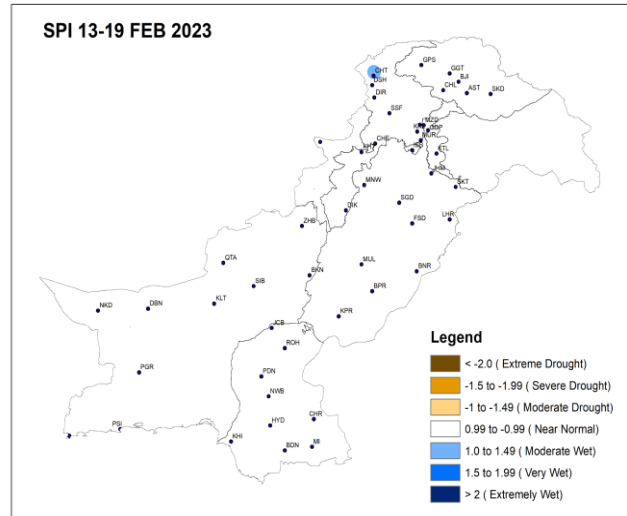 SPI 13-19 FEB 2023
CHT
DSH
DIR
GPS
GGT
BJI
CHL
AST
SKD
SSF
MZD
MUR
CHE
KTL
JHM
SKT
MNW
DIK
SGD
FSD
LHR
ZHB
QTA
SIB
BKN
MUL
BNR
BPR
NKD
DBN
KLT
KPR
JCB
ROH
PGR
PDN
NWB
PSI
HYD
CHR
KHI
BDN
MI
Legend
< -2.0 ( Extreme Drought)
-1.5 to -1.99 ( Severe Drought)
-1 to -1.49 ( Moderate Drought)
0.99 to -0.99 ( Near Normal)
1.0 to 1.49 ( Moderate Wet)
1.5 to 1.99 ( Very Wet)
> 2 ( Extremely Wet)